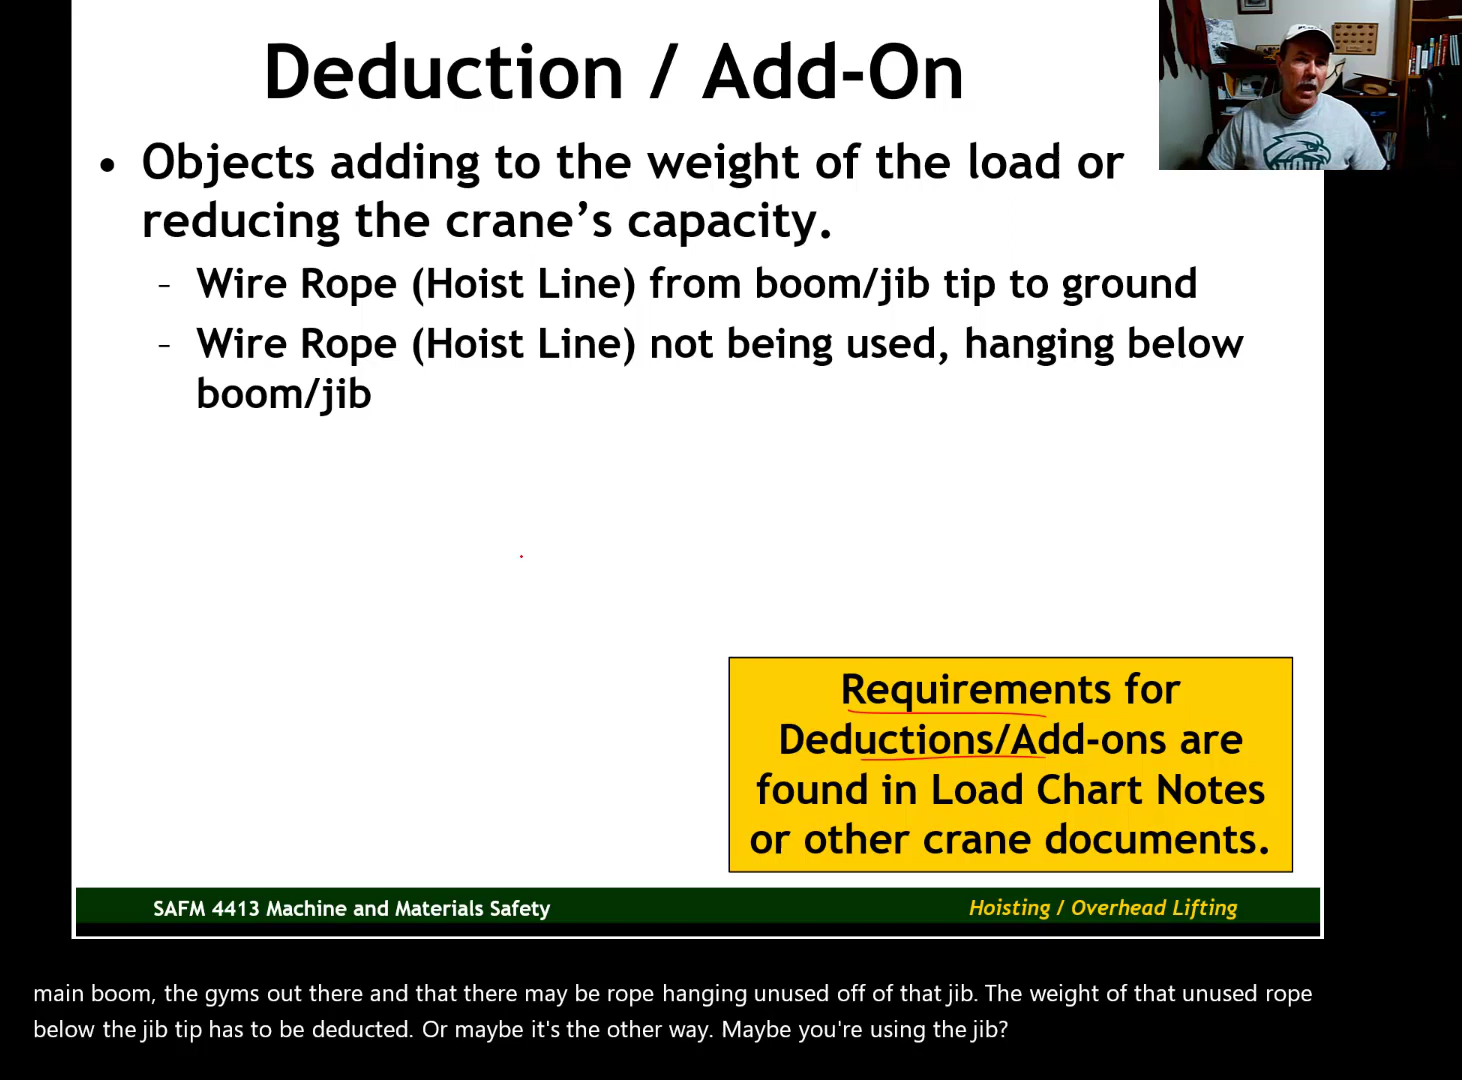 Deduction / Add-On
• Objects adding to the weight of the load or
reducing the crane’s capacity.
– Wire Rope (Hoist Line) from boom/jib tip to ground
– Wire Rope (Hoist Line) not being used, hanging below
boom/jib
Requirements for
Deductions/Add-ons are
found in Load Chart Notes
or other crane documents.
SAFM 4413 Machine and Materials Safety
Hoisting / Overhead Lifting
main boom, the gyms out there and that there may be rope hanging unused off of that jib. The weight of that unused rope
below the jib tip has to be deducted. Or maybe it's the other way. Maybe you're using the jib?